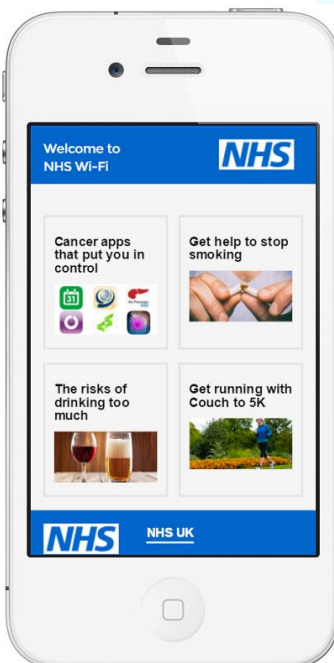 Welcome to
NHS Wi-Fi
NHS
Cancer apps
that put you in
control
31
Get help to stop
smoking
The risks of
drinking too
much
Get running with
Couch to 5K
NHS
NHS UK